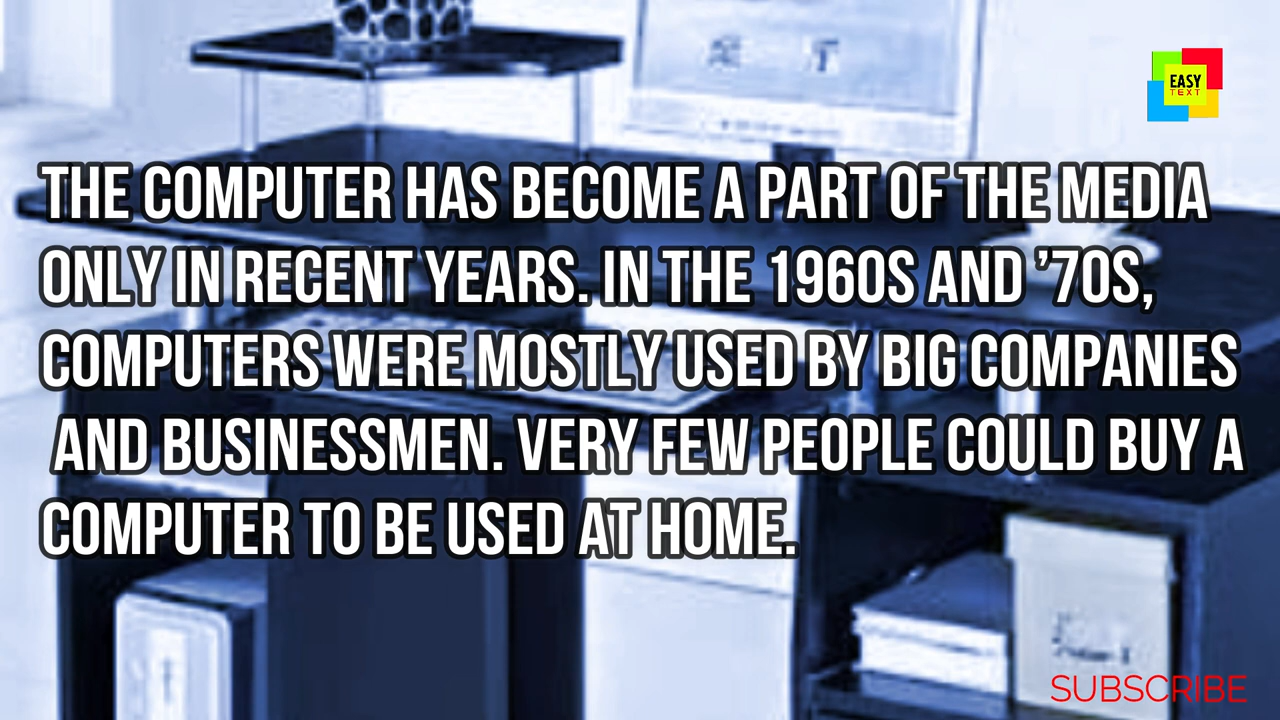 EASY
TEXT
THE COMPUTER HAS BECOME A PART OF THE MEDIA
ONLY IN RECENT YEARS. IN THE 1960S AND ’70S,
COMPUTERS WERE MOSTLY USED BY BIG COMPANIES
AND BUSINESSMEN. VERY FEW PEOPLE COULD BUY A
COMPUTER TO BE USED AT HOME.
SUBSCRIBE